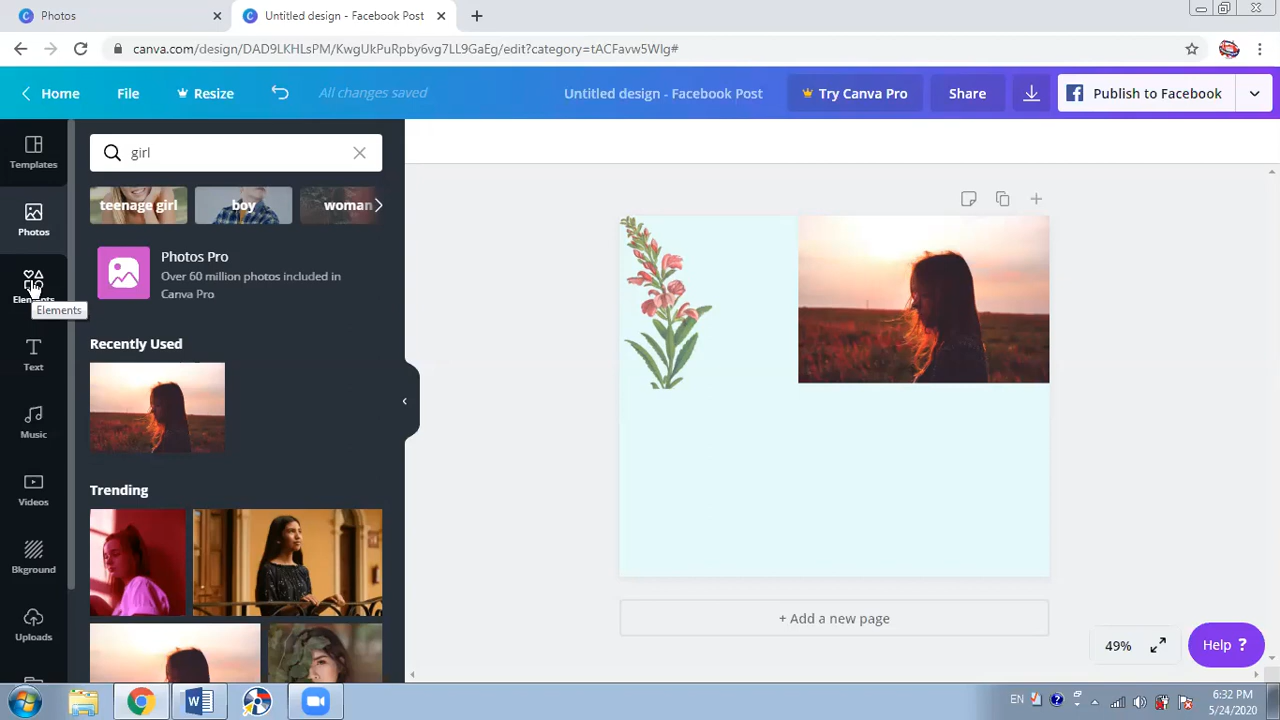 Photos
Untitled design - Facebook Post
canva.com/design/DAD9LKHLsPM/KwgUkPuRpby6vg7LL9GaEg/edit?category=tACFavw5WIg#
Home
File
Resize
All changes saved
Untitled design - Facebook Post
Try Canva Pro
Share
Publish to Facebook
Templates
Photos
Elements
Elements
Text
Music
Videos
Bkground
Uploads
girl
teenage girl
boy
woman
Photos Pro
Over 60 million photos included in
Canva Pro
Recently Used
Trending
+ Add a new page
49%
Help ?
EN
6:32 PM
5/24/2020